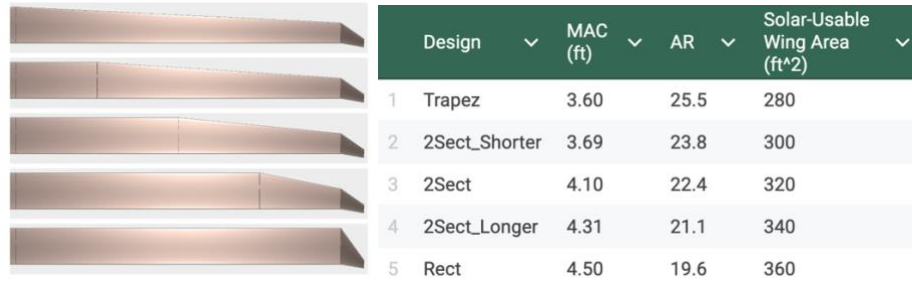 Design MAC (ft) AR Solar-Usable Wing Area (ft^2)
1 Trapez 3.60 25.5 280
2 2Sect_Shorter 3.69 23.8 300
3 2Sect 4.10 22.4 320
4 2Sect_Longer 4.31 21.1 340
5 Rect 4.50 19.6 360